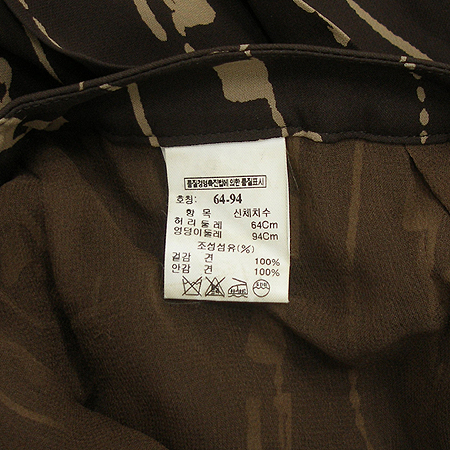 품질경영촉진법에 의한 품질표시
호칭: 64-94
항 목 신체치수
허리둘레 64Cm
엉덩이둘레 94Cm
조성섬유(%)
겉감 견 100%
안감 견 100%